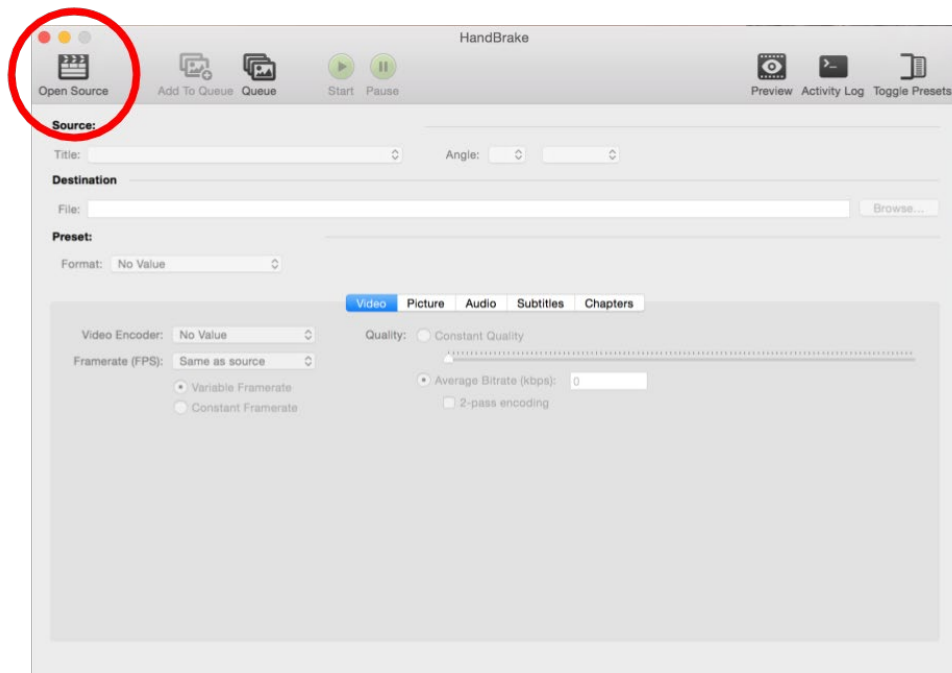 HandBrake
Open Source Add To Queue Queue Start Pause Preview Activity Log Toggle Presets
Source:
Title: Angle:
Destination
File: Browse...
Preset:
Format: No Value
Video Picture Audio Subtitles Chapters
Video Encoder: No Value Quality: Constant Quality
Framerate (FPS): Same as source
Average Bitrate (kbps): 0
Variable Framerate
2-pass encoding
Constant Framerate